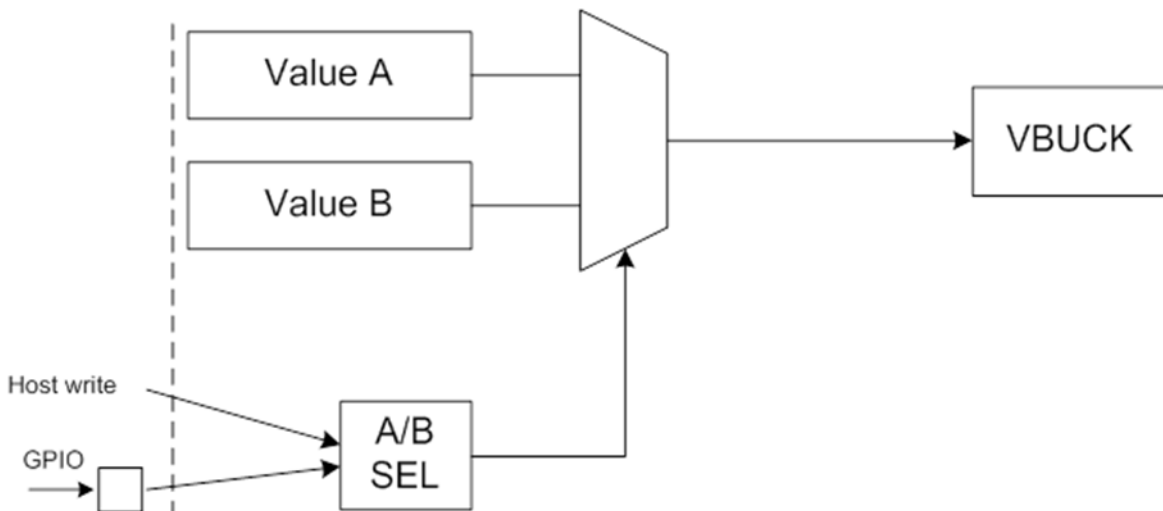 Value A
Value B
VBUCK
Host write
A/B
SEL
GPIO